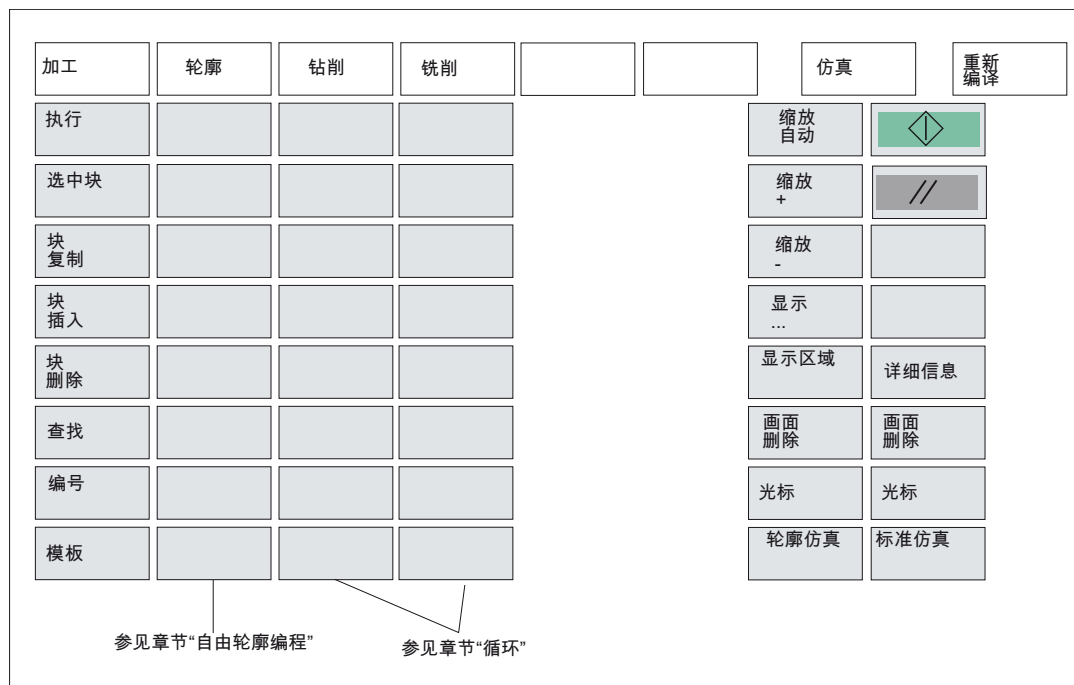 加工
轮廓
钻削
铣削
仿真
重新
编译
执行
选中块
块
复制
块
插入
块
删除
查找
编号
模板
缩放
自动
缩放
+
缩放
-
显示
...
显示区域
详细信息
画面
删除
画面
删除
光标
光标
轮廓仿真
标准仿真
参见章节“自由轮廓编程”
参见章节“循环”